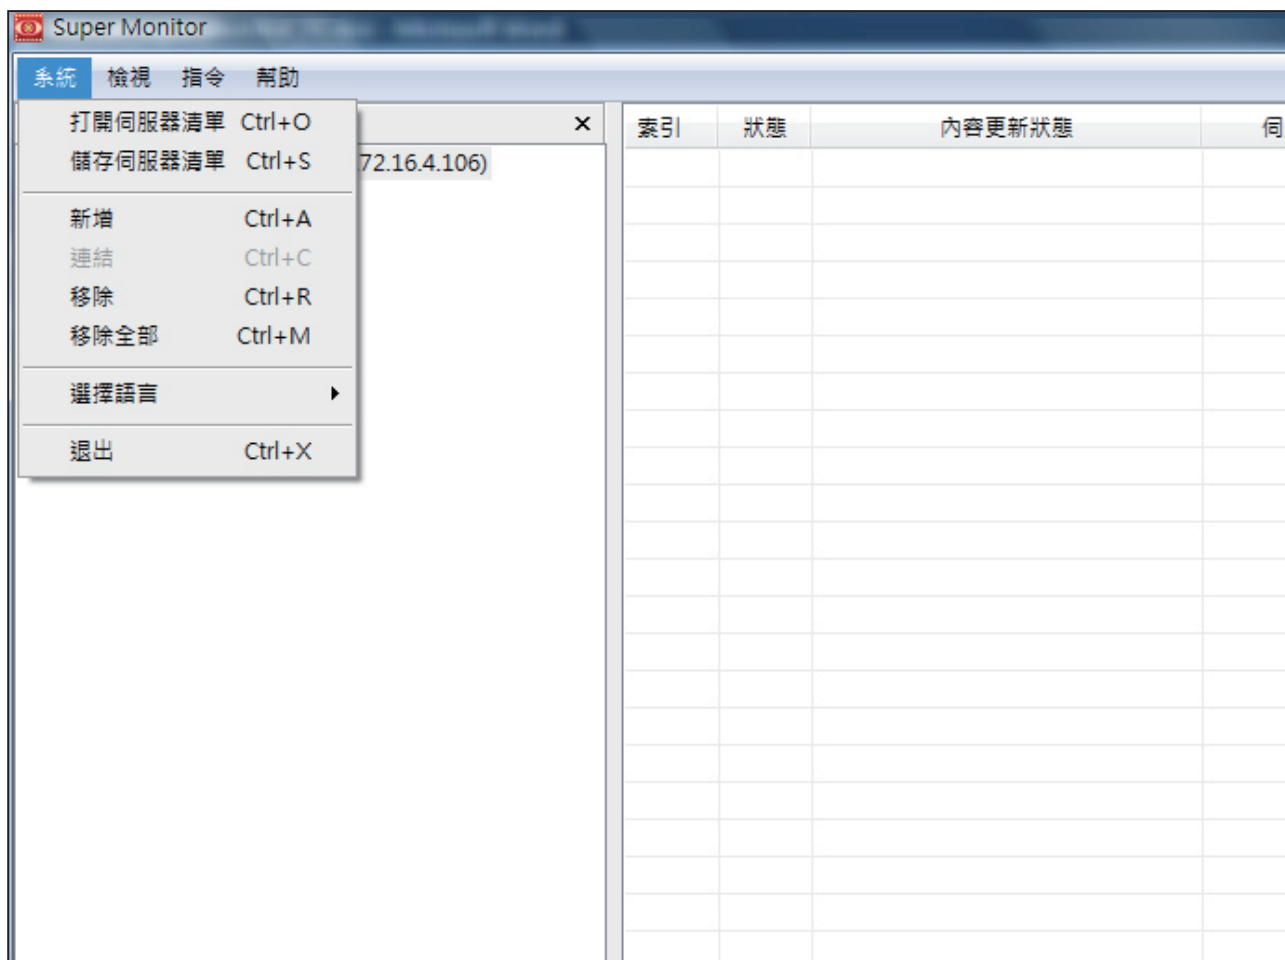 Super Monitor
系統 檢視 指令 幫助
打開伺服器清單 Ctrl+O
儲存伺服器清單 Ctrl+S
新增 Ctrl+A
連結 Ctrl+C
移除 Ctrl+R
移除全部 Ctrl+M
選擇語言
退出 Ctrl+X
72.16.4.106)
索引 狀態 內容更新狀態 伺